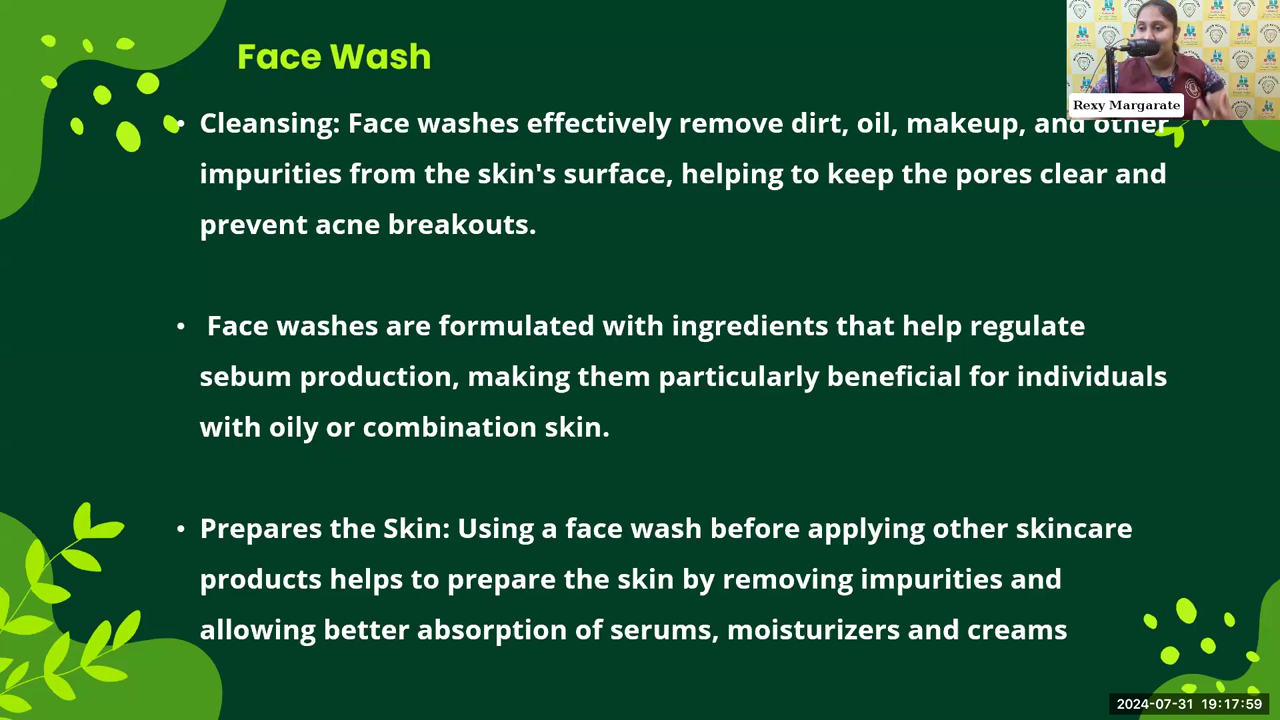 Face Wash
Rexy Margarate
• Cleansing: Face washes effectively remove dirt, oil, makeup, and other
impurities from the skin's surface, helping to keep the pores clear and
prevent acne breakouts.
• Face washes are formulated with ingredients that help regulate
sebum production, making them particularly beneficial for individuals
with oily or combination skin.
• Prepares the Skin: Using a face wash before applying other skincare
products helps to prepare the skin by removing impurities and
allowing better absorption of serums, moisturizers and creams
2024-07-31 19:17:59